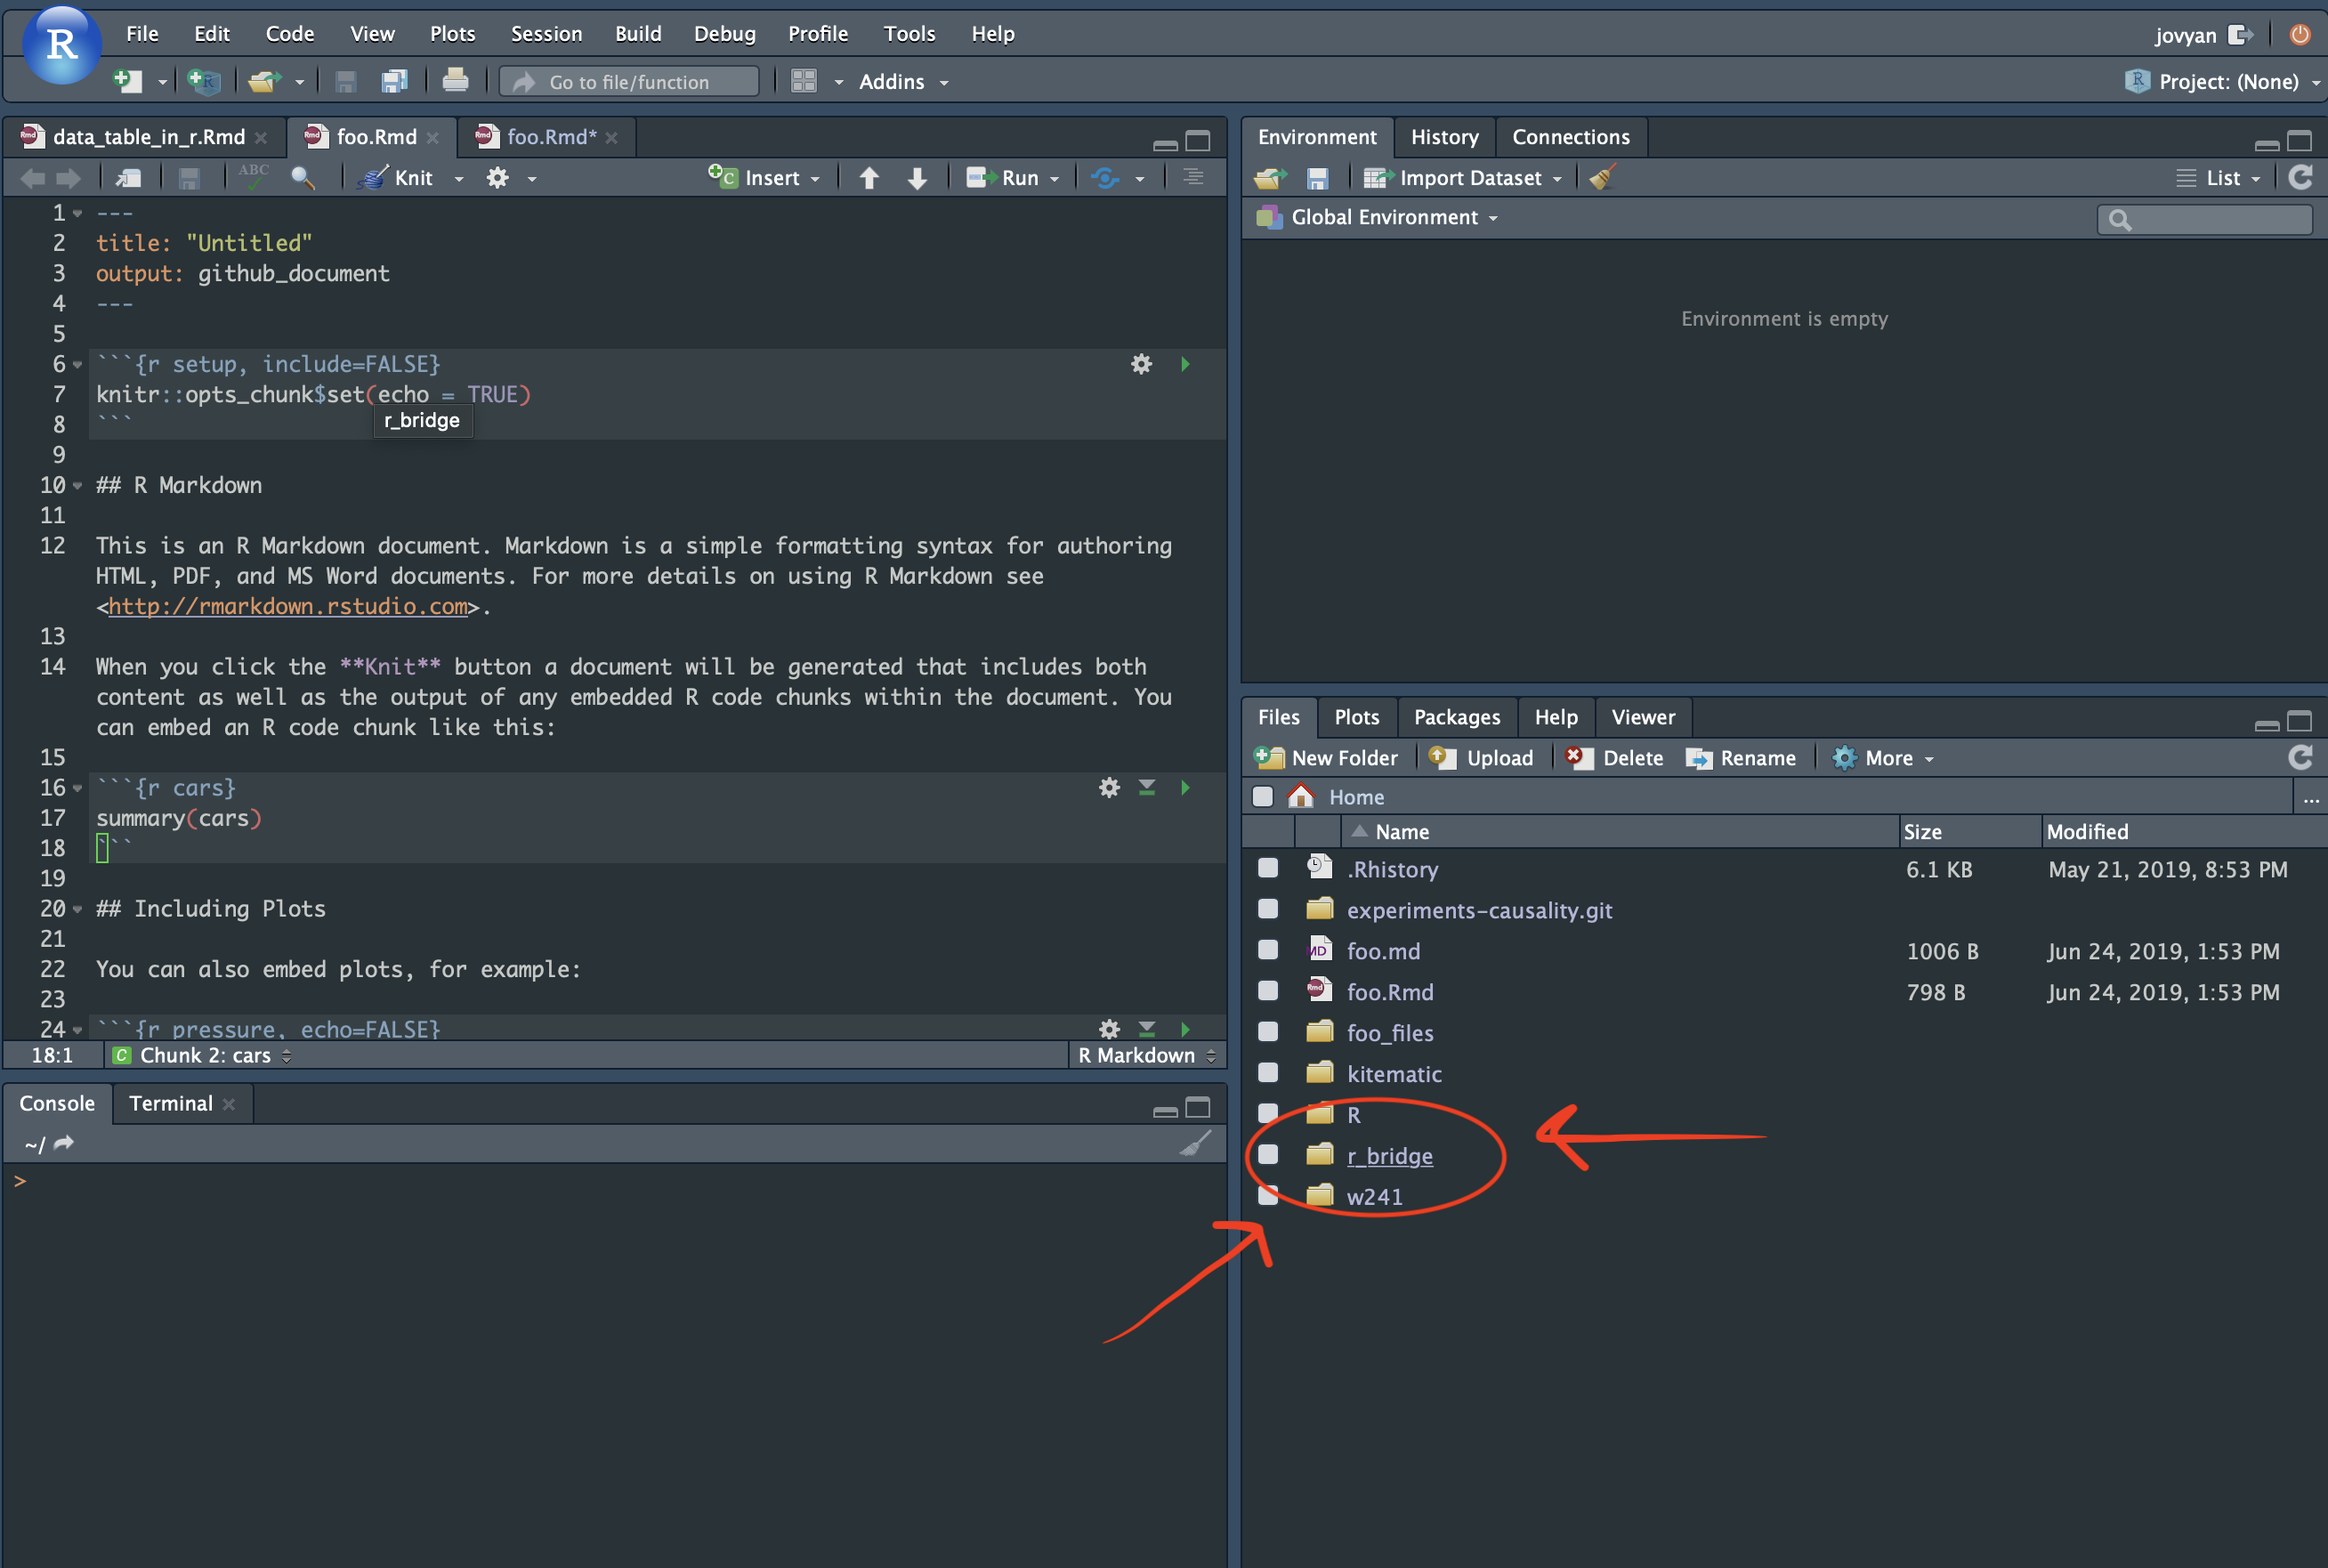 R
File Edit Code View Plots Session Build Debug Profile Tools Help
jovyan
Go to file/function
Addins
Project: (None)
data_table_in_r.Rmd
foo.Rmd
foo.Rmd*
ABC
Knit
Insert
Run
1 ---
2 title: "Untitled"
3 output: github_document
4 ---
5
6 ```{r setup, include=FALSE}
7 knitr::opts_chunk$set(echo = TRUE)
r_bridge
8 ```
9
10 ## R Markdown
11
12 This is an R Markdown document. Markdown is a simple formatting syntax for authoring
HTML, PDF, and MS Word documents. For more details on using R Markdown see
<http://rmarkdown.rstudio.com>.
13
14 When you click the **Knit** button a document will be generated that includes both
content as well as the output of any embedded R code chunks within the document. You
can embed an R code chunk like this:
15
16 ```{r cars}
17 summary(cars)
18 ```
19
20 ## Including Plots
21
22 You can also embed plots, for example:
23
24 ```{r pressure, echo=FALSE}
18:1 C Chunk 2: cars R Markdown
Console Terminal
~/
>
Environment History Connections
Import Dataset
List
Global Environment
Environment is empty
Files Plots Packages Help Viewer
New Folder Upload Delete Rename More
Home ...
Name Size Modified
.Rhistory 6.1 KB May 21, 2019, 8:53 PM
experiments-causality.git
foo.md 1006 B Jun 24, 2019, 1:53 PM
foo.Rmd 798 B Jun 24, 2019, 1:53 PM
foo_files
kitematic
R
r_bridge
w241